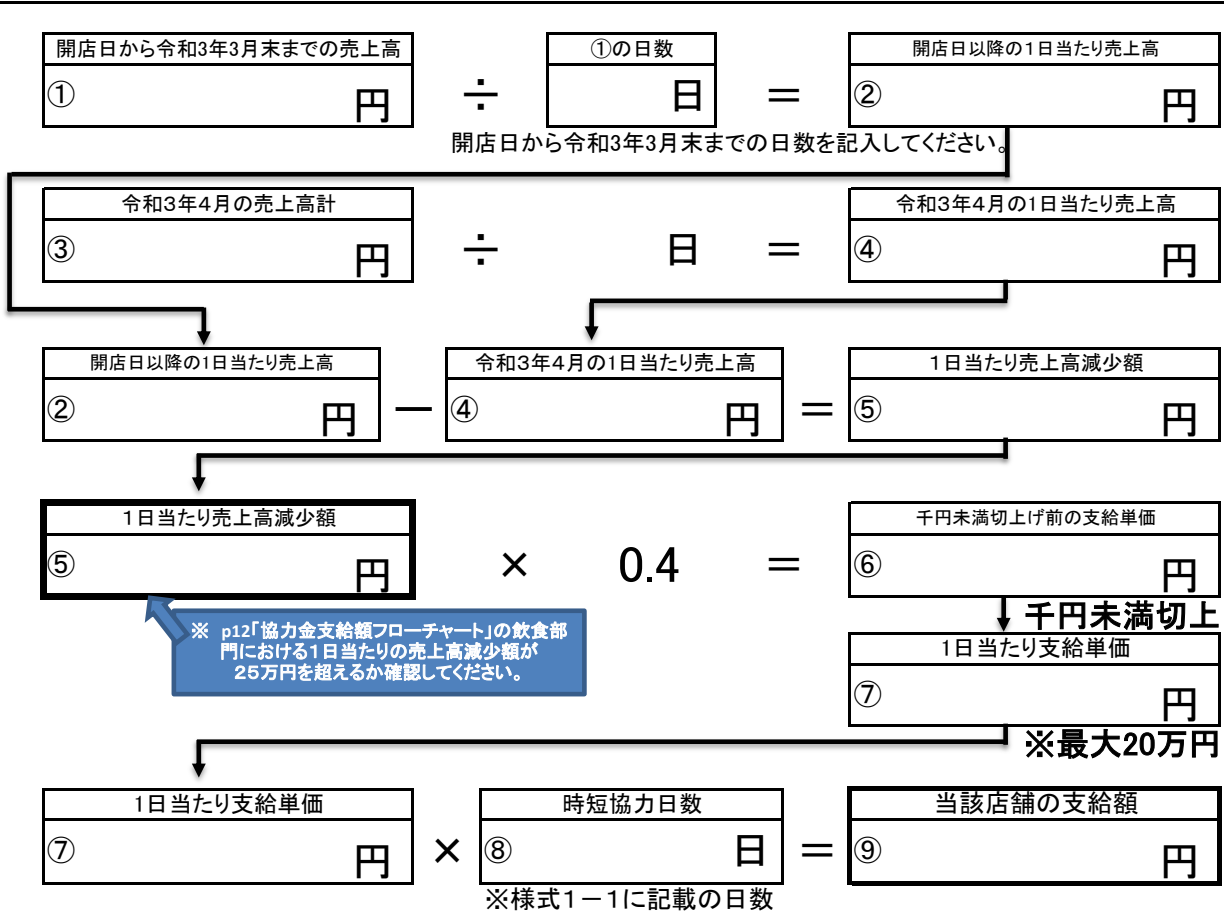 開店日から令和3年3月末までの売上高
①の日数
開店日以降の1日当たり売上高
①
円
÷
日
＝
②
円
開店日から令和3年3月末までの日数を記入してください。
令和3年4月の売上高計
令和3年4月の1日当たり売上高
③
円
÷
日
＝
④
円
開店日以降の1日当たり売上高
令和3年4月の1日当たり売上高
1日当たり売上高減少額
②
円
－
④
円
＝
⑤
円
1日当たり売上高減少額
千円未満切上げ前の支給単価
⑤
円
×
0.4
＝
⑥
円
千円未満切上
※ p12「協力金支給額フローチャート」の飲食部
門における1日当たりの売上高減少額が
25万円を超えるか確認してください。
1日当たり支給単価
⑦
円
※最大20万円
1日当たり支給単価
時短協力日数
当該店舗の支給額
⑦
円
×
⑧
日
＝
⑨
円
※様式1－1に記載の日数